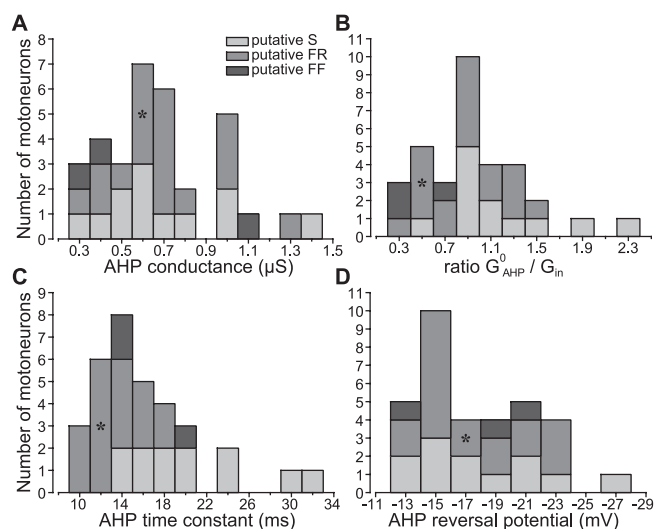 A
putative S
putative FR
putative FF
Number of motoneurons
8
7
6
5
4
3
2
1
0
*
0.3 0.5 0.7 0.9 1.1 1.3 1.5
AHP conductance (µS)
B
11
10
9
8
7
6
5
4
3
2
1
0
*
0.3 0.7 1.1 1.5 1.9 2.3
ratio G⁰AHP / Gin
C
Number of motoneurons
9
8
7
6
5
4
3
2
1
0
*
10 14 18 22 26 30 34
AHP time constant (ms)
D
11
10
9
8
7
6
5
4
3
2
1
0
*
-11 -13 -15 -17 -19 -21 -23 -25 -27 -29
AHP reversal potential (mV)